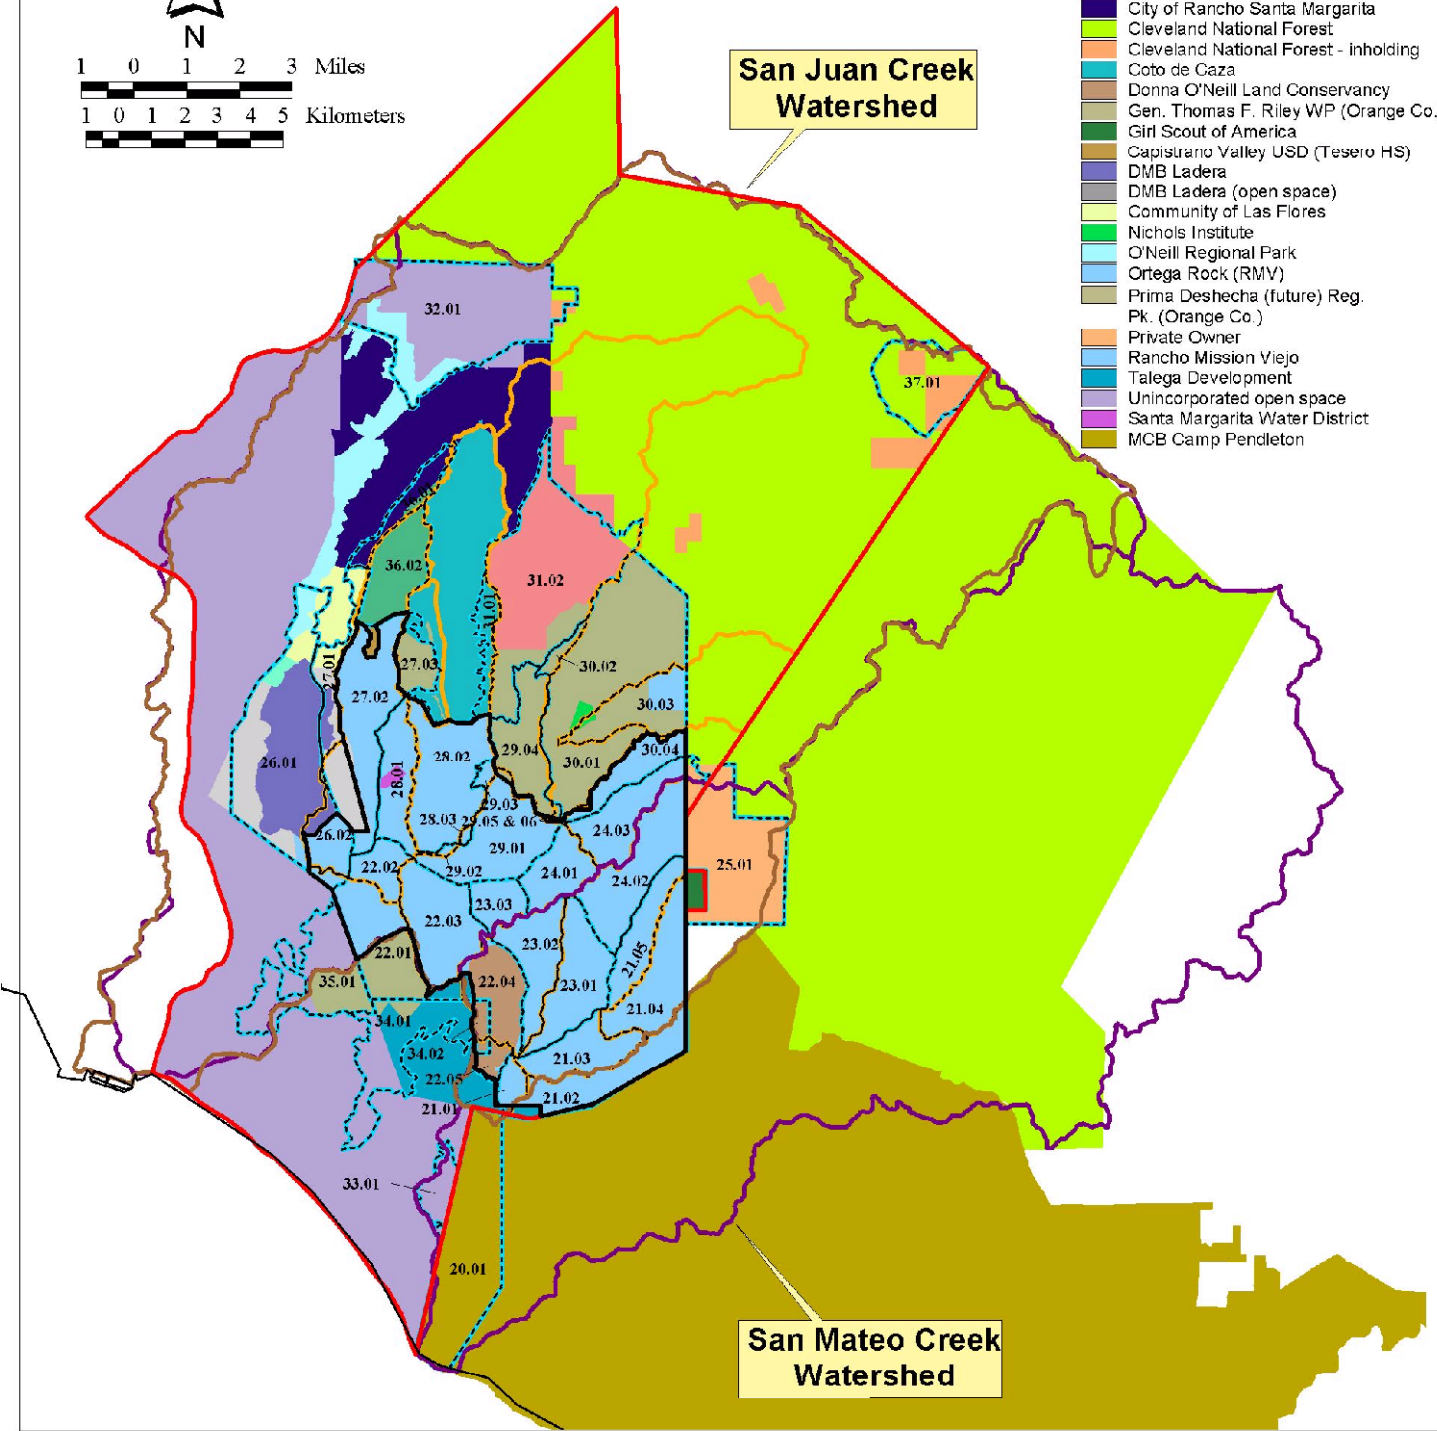 N
1 0 1 2 3 Miles
1 0 1 2 3 4 5 Kilometers
San Juan Creek
Watershed
City of Rancho Santa Margarita
Cleveland National Forest
Cleveland National Forest - inholding
Coto de Caza
Donna O'Neill Land Conservancy
Gen. Thomas F. Riley WP (Orange Co.
Girl Scout of America
Capistrano Valley USD (Tesero HS)
DMB Ladera
DMB Ladera (open space)
Community of Las Flores
Nichols Institute
O'Neill Regional Park
Ortega Rock (RMV)
Prima Deshecha (future) Reg.
Pk. (Orange Co.)
Private Owner
Rancho Mission Viejo
Talega Development
Unincorporated open space
Santa Margarita Water District
MCB Camp Pendleton
32.01
37.01
36.02
31.02
31.01
27.01
27.03
30.02
27.02
30.03
26.01
28.02
29.04
30.01
30.04
28.01
29.03
28.03
29.05 & 06
26.02
24.03
29.01
22.02
29.02
24.01
24.02
25.01
23.03
22.03
23.02
22.01
21.05
35.01
22.04
23.01
21.04
34.01
34.02
21.03
22.05
21.01
21.02
33.01
20.01
San Mateo Creek
Watershed